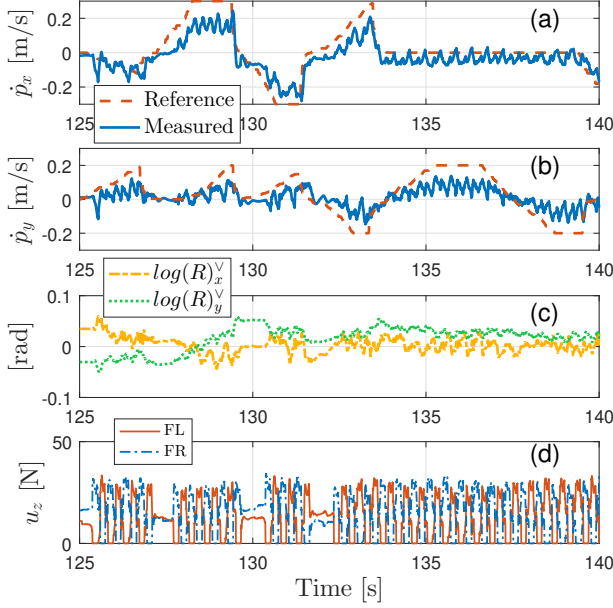 (a)
ṗx [m/s]
0.2
0
-0.2
Reference
Measured
125 130 135 140
(b)
ṗy [m/s]
0.2
0
-0.2
125 130 135 140
log(R)x∨
log(R)y∨
(c)
[rad]
0.1
0
-0.1
125 130 135 140
FL
FR
(d)
uz [N]
50
0
125 130 135 140
Time [s]